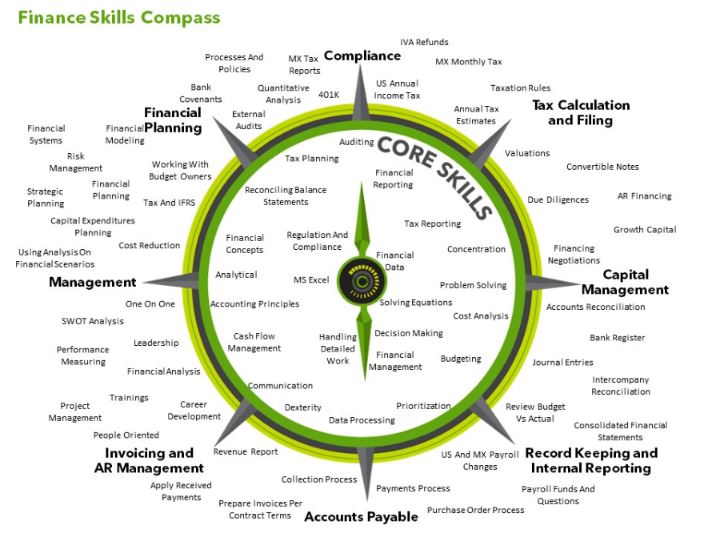 Finance Skills Compass
IVA Refunds
Processes And
Policies
MX Tax
Reports
Compliance
MX Monthly Tax
Bank
Covenants
Quantitative
Analysis
401K
US Annual
Income Tax
Taxation Rules
Financial
Planning
External
Audits
Annual Tax
Estimates
Tax Calculation
and Filing
Financial
Systems
Financial
Modeling
Auditing
CORE SKILLS
Tax Planning
Valuations
Risk
Management
Working With
Budget Owners
Financial
Reporting
Convertible Notes
Strategic
Planning
Financial
Planning
Tax And IFRS
Reconciling Balance
Statements
Due Diligences
AR Financing
Capital Expenditures
Planning
Tax Reporting
Growth Capital
Using Analysis On
Financial Scenarios
Cost Reduction
Financial
Concepts
Regulation And
Compliance
Financial
Data
Concentration
Financing
Negotiations
Management
Analytical
MS Excel
Problem Solving
Capital
Management
One On One
Accounting Principles
Solving Equations
Cost Analysis
Accounts Reconciliation
SWOT Analysis
Leadership
Cash Flow
Management
Handling
Detailed
Work
Decision Making
Bank Register
Performance
Measuring
Financial Analysis
Financial
Management
Budgeting
Journal Entries
Communication
Intercompany
Reconciliation
Trainings
Project
Management
Career
Development
Dexterity
Data Processing
Prioritization
Review Budget
Vs Actual
Consolidated Financial
Statements
People Oriented
Invoicing and
AR Management
Revenue Report
US And MX Payroll
Changes
Record Keeping and
Internal Reporting
Apply Received
Payments
Collection Process
Payments Process
Payroll Funds And
Questions
Prepare Invoices Per
Contract Terms
Accounts Payable
Purchase Order Process